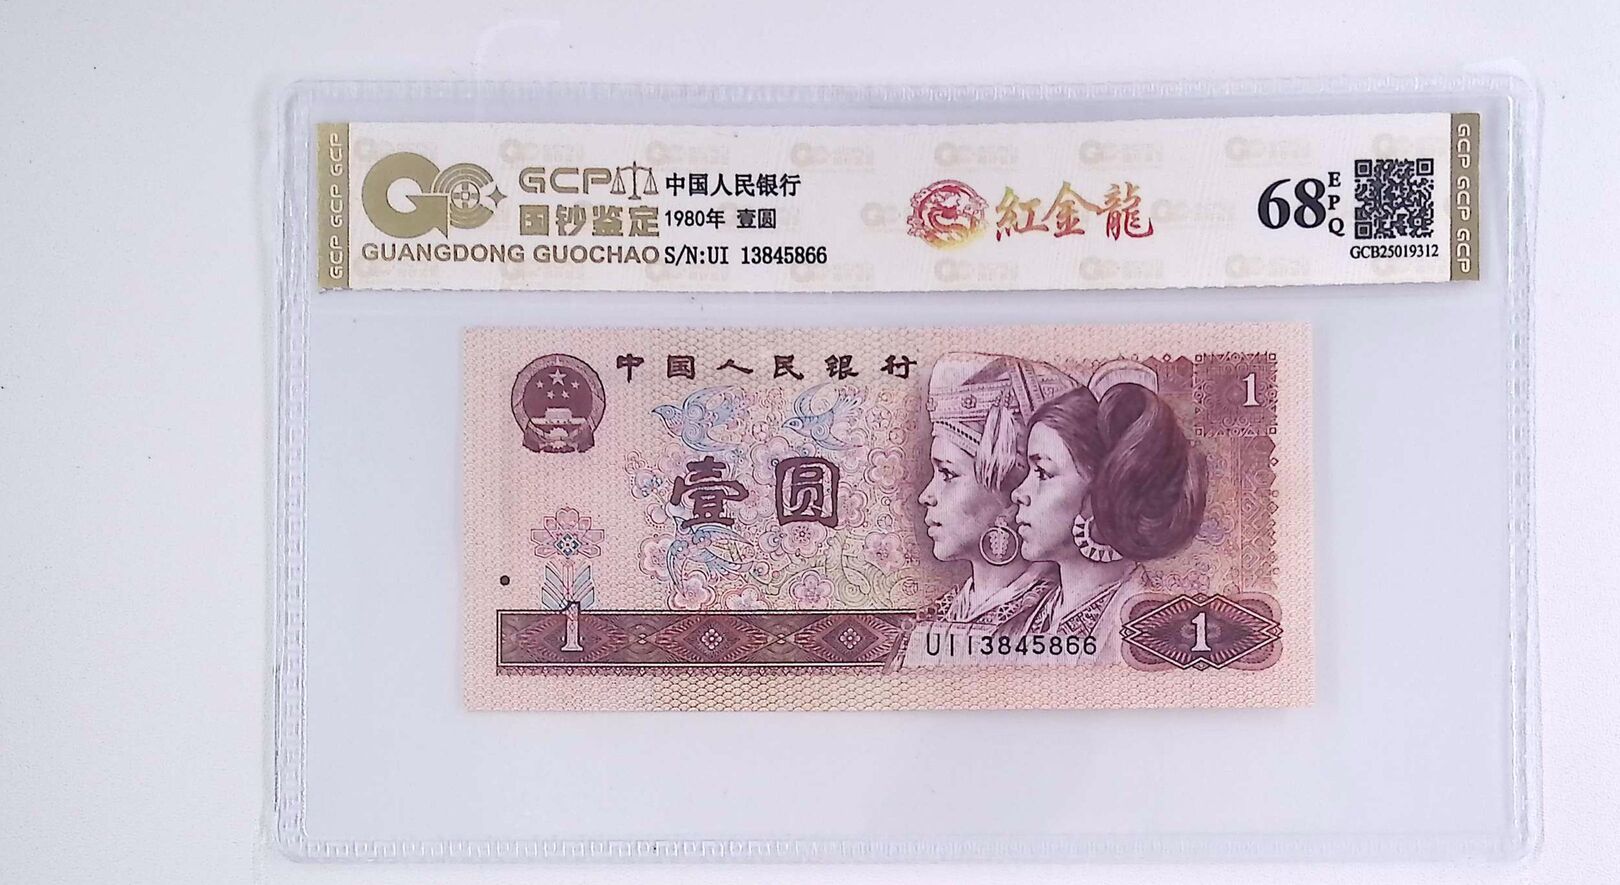 GCP GCP GCP
GCP
国钞鉴定
GUANGDONG GUOCHAO
中国人民银行
1980年 壹圆
S/N:UI 13845866
紅金龍
68
EPQ
GCB25019312
GCP GCP GCP
中国人民银行
1
壹圆
1
UI13845866
1